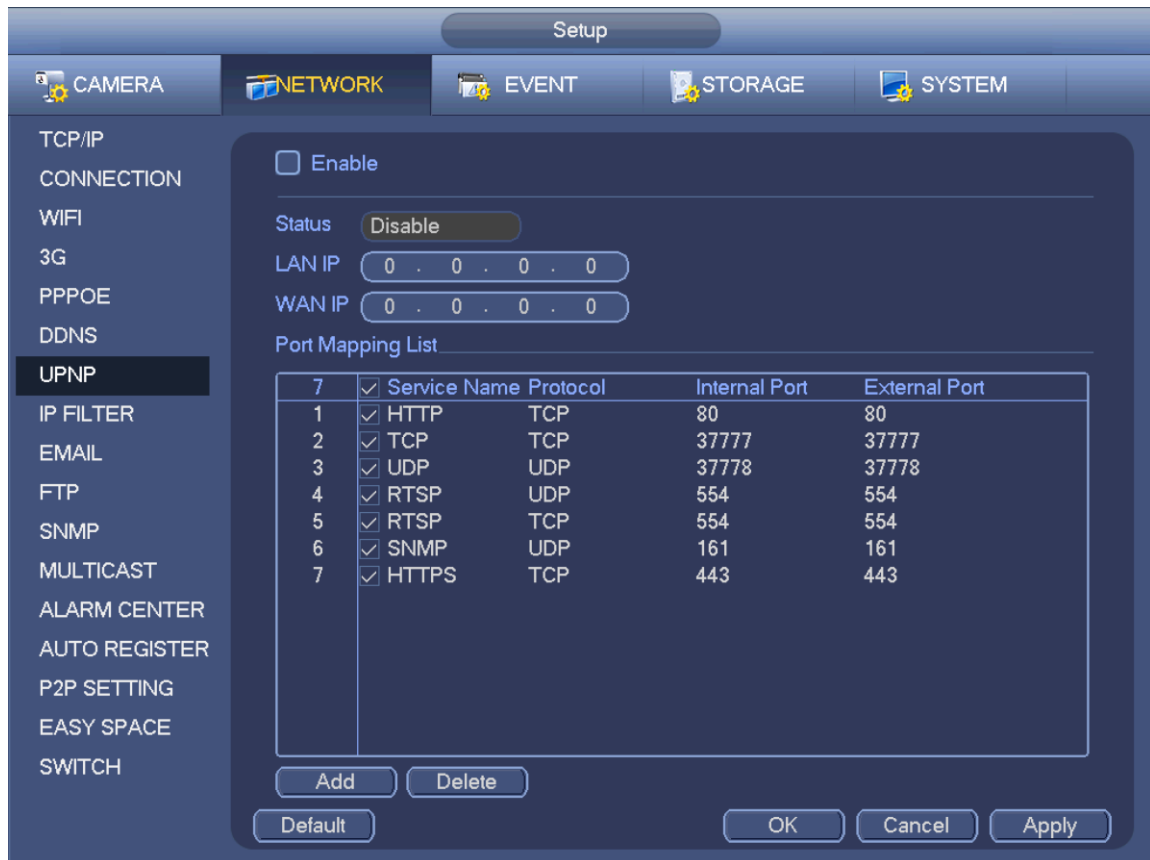 Setup
CAMERA NETWORK EVENT STORAGE SYSTEM
TCP/IP
CONNECTION
WIFI
3G
PPPOE
DDNS
UPNP
IP FILTER
EMAIL
FTP
SNMP
MULTICAST
ALARM CENTER
AUTO REGISTER
P2P SETTING
EASY SPACE
SWITCH
Enable
Status Disable
LAN IP 0 . 0 . 0 . 0
WAN IP 0 . 0 . 0 . 0
Port Mapping List
7 Service Name Protocol Internal Port External Port
1 HTTP TCP 80 80
2 TCP TCP 37777 37777
3 UDP UDP 37778 37778
4 RTSP UDP 554 554
5 RTSP TCP 554 554
6 SNMP UDP 161 161
7 HTTPS TCP 443 443
Add Delete
Default OK Cancel Apply